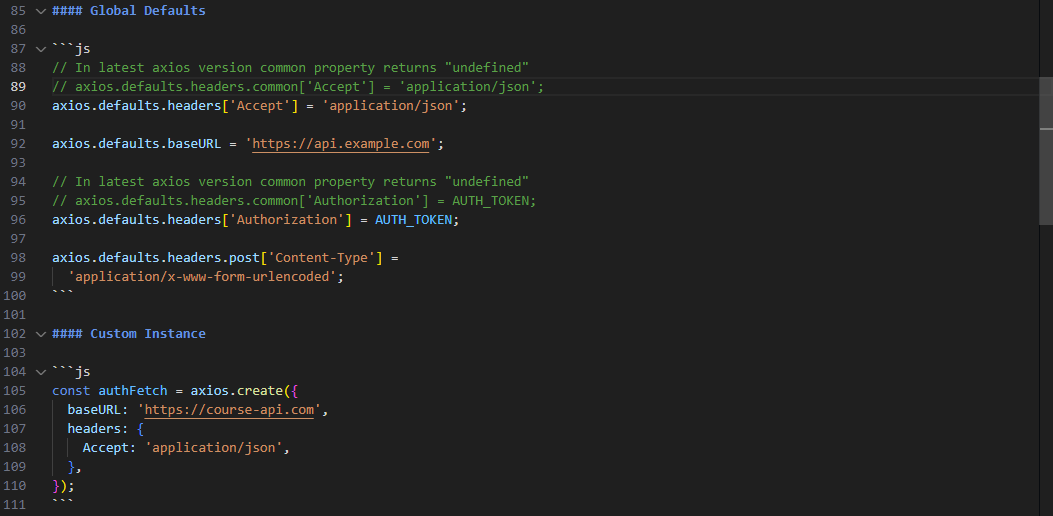 85 #### Global Defaults
86
87 ```js
88 // In latest axios version common property returns "undefined"
89 // axios.defaults.headers.common['Accept'] = 'application/json';
90 axios.defaults.headers['Accept'] = 'application/json';
91
92 axios.defaults.baseURL = 'https://api.example.com';
93
94 // In latest axios version common property returns "undefined"
95 // axios.defaults.headers.common['Authorization'] = AUTH_TOKEN;
96 axios.defaults.headers['Authorization'] = AUTH_TOKEN;
97
98 axios.defaults.headers.post['Content-Type'] =
99   'application/x-www-form-urlencoded';
100 ```
101
102 #### Custom Instance
103
104 ```js
105 const authFetch = axios.create({
106   baseURL: 'https://course-api.com',
107   headers: {
108     Accept: 'application/json',
109   },
110 });
111 ```